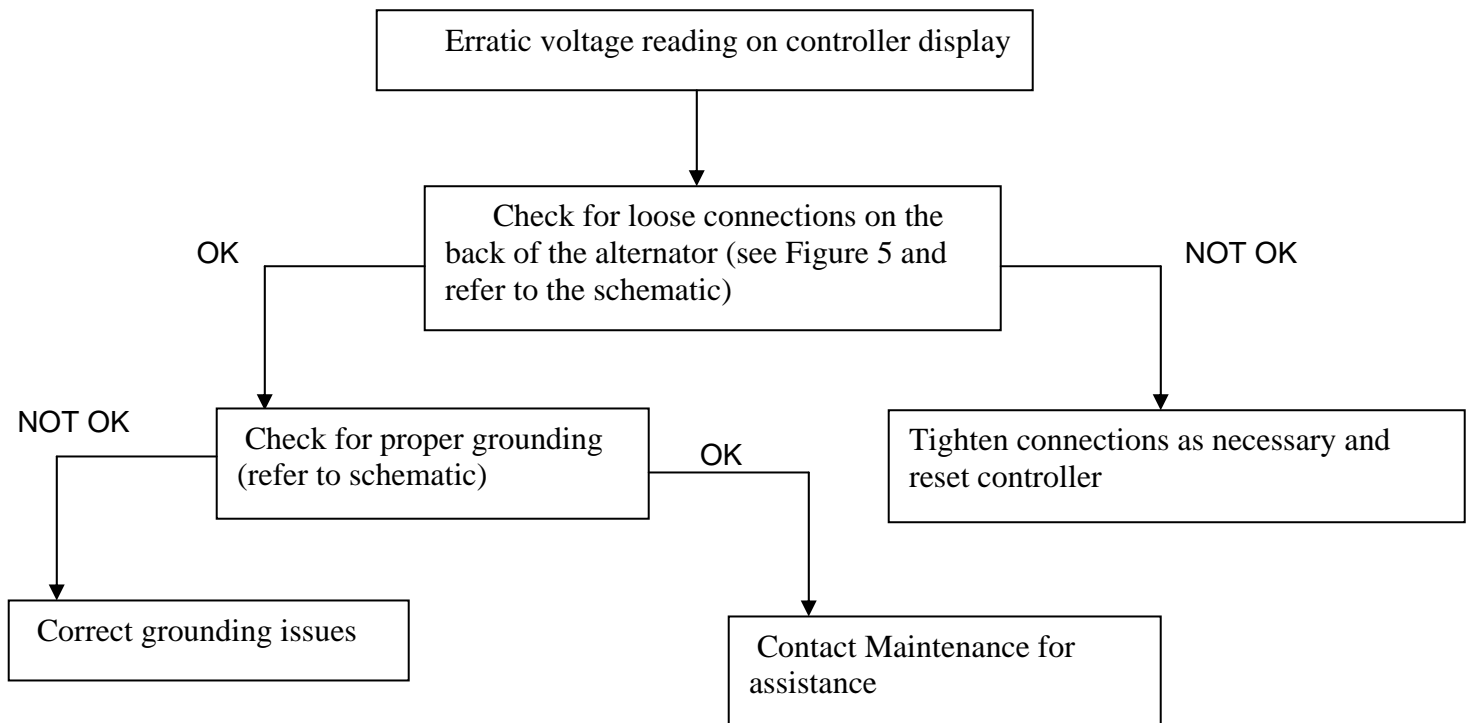 Erratic voltage reading on controller display
Check for loose connections on the
back of the alternator (see Figure 5 and
refer to the schematic)
OK
NOT OK
NOT OK
Check for proper grounding
(refer to schematic)
OK
Tighten connections as necessary and
reset controller
Correct grounding issues
Contact Maintenance for
assistance